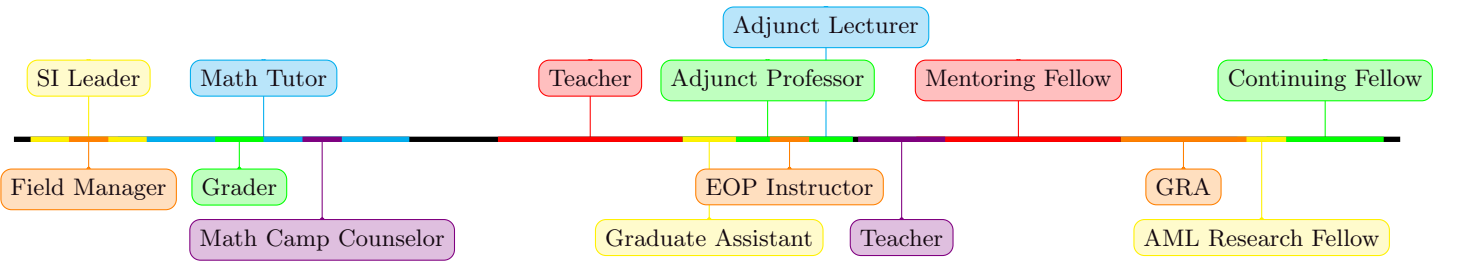 Adjunct Lecturer
SI Leader
Math Tutor
Teacher
Adjunct Professor
Mentoring Fellow
Continuing Fellow
Field Manager
Grader
EOP Instructor
GRA
Math Camp Counselor
Graduate Assistant
Teacher
AML Research Fellow